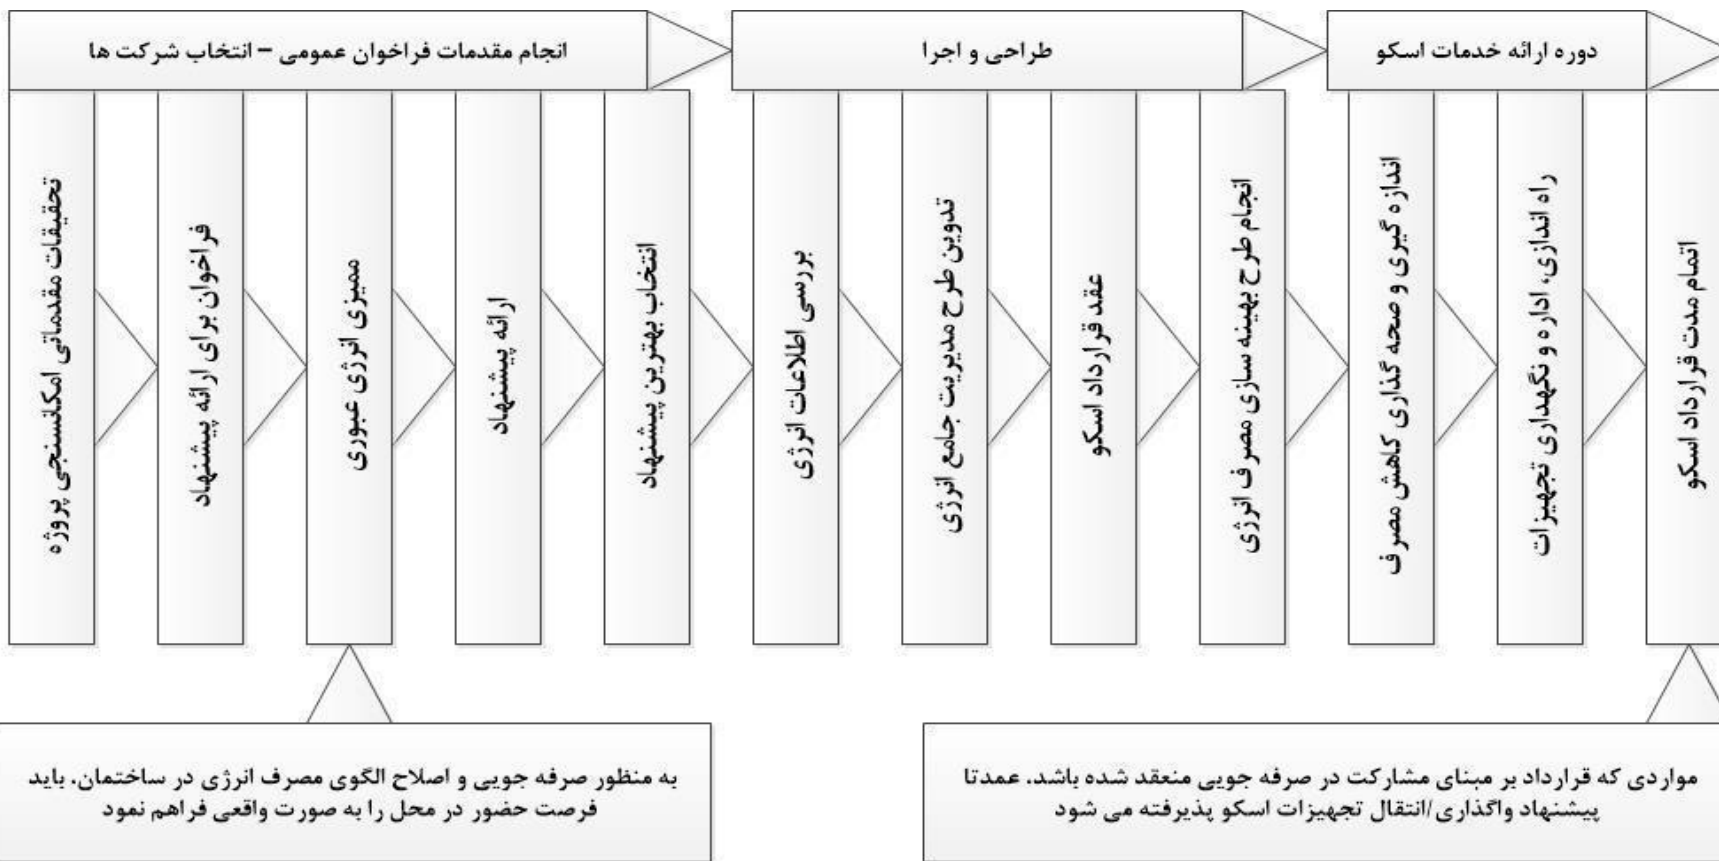 انجام مقدمات فراخوان عمومی – انتخاب شرکت ها
طراحی و اجرا
دوره ارائه خدمات اسکو
تحقیقات مقدماتی امکانسنجی پروژه
فراخوان برای ارائه پیشنهاد
ممیزی انرژی عبوری
ارائه پیشنهاد
انتخاب بهترین پیشنهاد
بررسی اطلاعات انرژی
تدوین طرح مدیریت جامع انرژی
عقد قرارداد اسکو
انجام طرح بهینه سازی مصرف انرژی
اندازه گیری و صحه گذاری کاهش مصرف
راه اندازی، اداره و نگهداری تجهیزات
اتمام مدت قرارداد اسکو
به منظور صرفه جویی و اصلاح الگوی مصرف انرژی در ساختمان. باید
فرصت حضور در محل را به صورت واقعی فراهم نمود
مواردی که قرارداد بر مبنای مشارکت در صرفه جویی منعقد شده باشد. عمدتا
پیشنهاد واگذاری/انتقال تجهیزات اسکو پذیرفته می شود